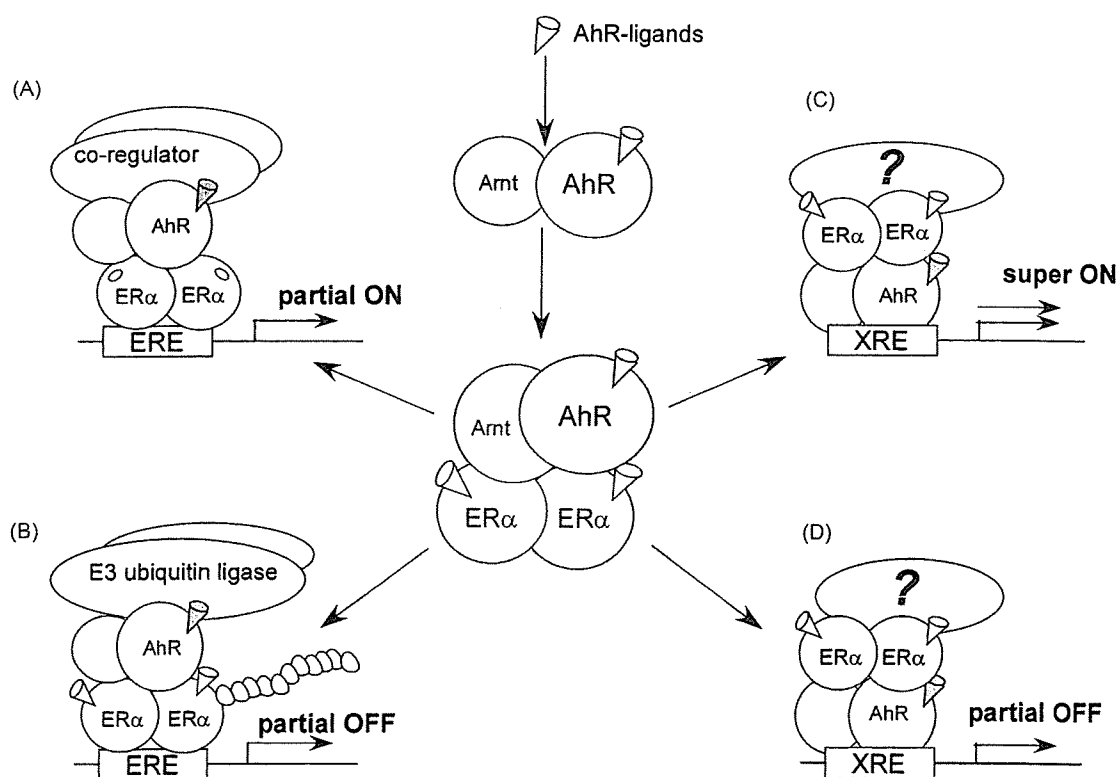 AhR-ligands
Arnt
AhR
Arnt
AhR
ERα
ERα
(A)
co-regulator
AhR
ERα
ERα
partial ON
ERE
(B)
E3 ubiquitin ligase
AhR
ERα
ERα
partial OFF
ERE
(C)
?
ERα
ERα
AhR
super ON
XRE
(D)
?
ERα
ERα
AhR
partial OFF
XRE